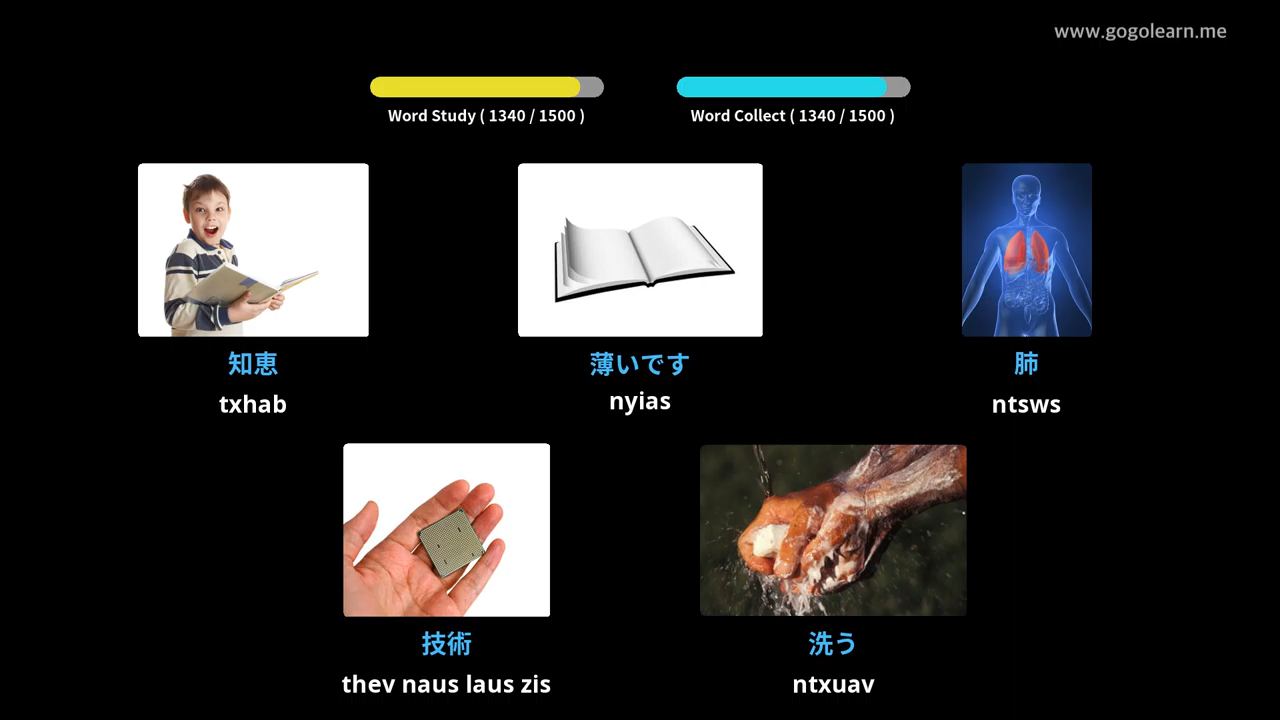 www.gogolearn.me
Word Study ( 1340 / 1500 )
Word Collect ( 1340 / 1500 )
知恵
txhab
薄いです
nyias
肺
ntsws
技術
thev naus laus zis
洗う
ntxuav